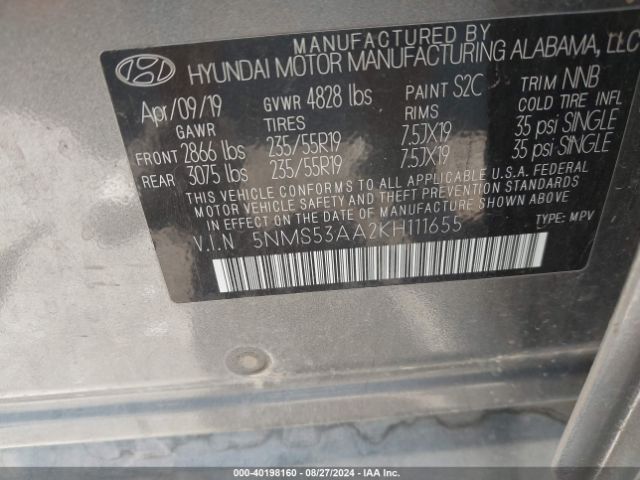 MANUFACTURED BY
HYUNDAI MOTOR MANUFACTURING ALABAMA, LLC
Apr/09/19 GVWR 4828 lbs PAINT S2C TRIM NNB
GAWR TIRES RIMS COLD TIRE INFL
FRONT 2866 lbs 235/55R19 7.5JX19 35 psi SINGLE
REAR 3075 lbs 235/55R19 7.5JX19 35 psi SINGLE
THIS VEHICLE CONFORMS TO ALL APPLICABLE U.S.A. FEDERAL
MOTOR VEHICLE SAFETY AND THEFT PREVENTION STANDARDS
IN EFFECT ON THE DATE OF MANUFACTURE SHOWN ABOVE
V.I.N 5NMS53AA2KH111655 TYPE: MPV
000-40198160 - 08/27/2024 - IAA Inc.